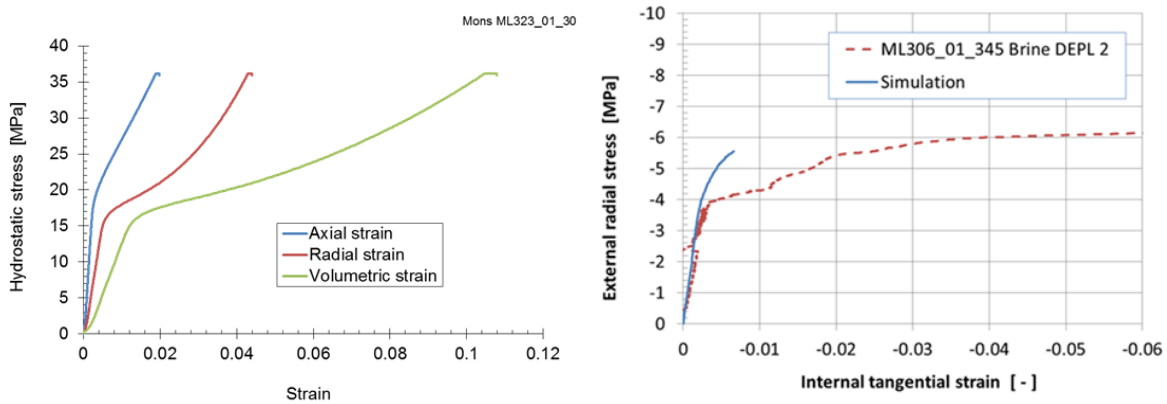 Mons ML323_01_30
Hydrostatic stress [MPa]
40
35
30
25
20
15
10
5
0
Axial strain
Radial strain
Volumetric strain
0 0.02 0.04 0.06 0.08 0.1 0.12
Strain
External radial stress [MPa]
-10
-9
-8
-7
-6
-5
-4
-3
-2
-1
0
ML306_01_345 Brine DEPL 2
Simulation
0 -0.01 -0.02 -0.03 -0.04 -0.05 -0.06
Internal tangential strain [ - ]